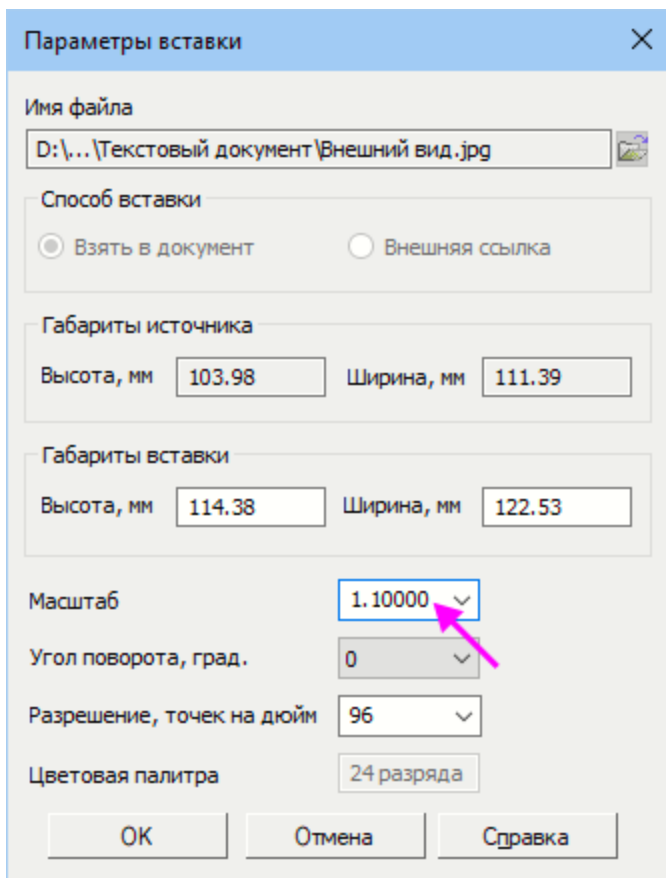 Параметры вставки
Имя файла
D:\...\Текстовый документ\Внешний вид.jpg
Способ вставки
Взять в документ Внешняя ссылка
Габариты источника
Высота, мм 103.98 Ширина, мм 111.39
Габариты вставки
Высота, мм 114.38 Ширина, мм 122.53
Масштаб 1.10000
Угол поворота, град. 0
Разрешение, точек на дюйм 96
Цветовая палитра 24 разряда
OK Отмена Справка